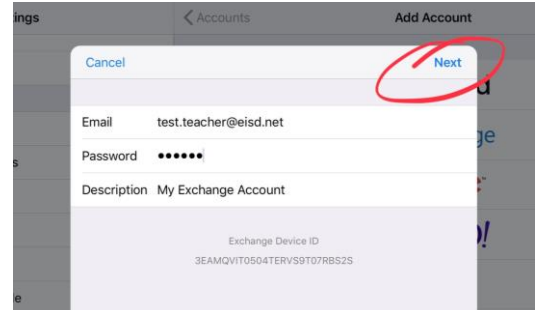 ings
Accounts
Add Account
Cancel
Next
Email test.teacher@eisd.net
Password ••••••
Description My Exchange Account
Exchange Device ID
3EAMQVIT0504TERVS9T07RBS2S
d
ge
s
o!
e